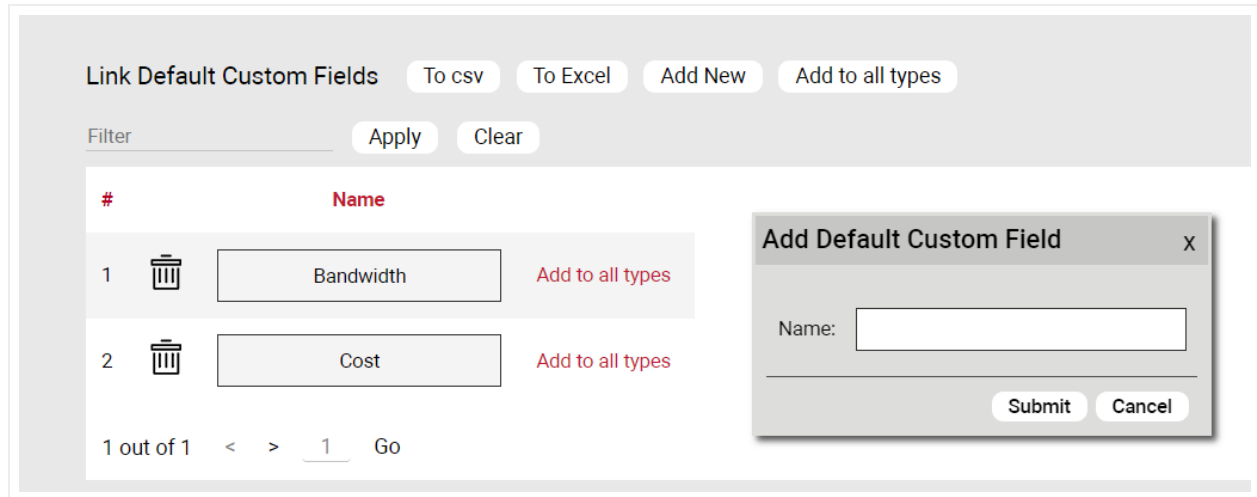 Link Default Custom Fields To csv To Excel Add New Add to all types
Filter Apply Clear
# Name
1 Bandwidth Add to all types
2 Cost Add to all types
1 out of 1 < > 1 Go
Add Default Custom Field X
Name:
Submit Cancel